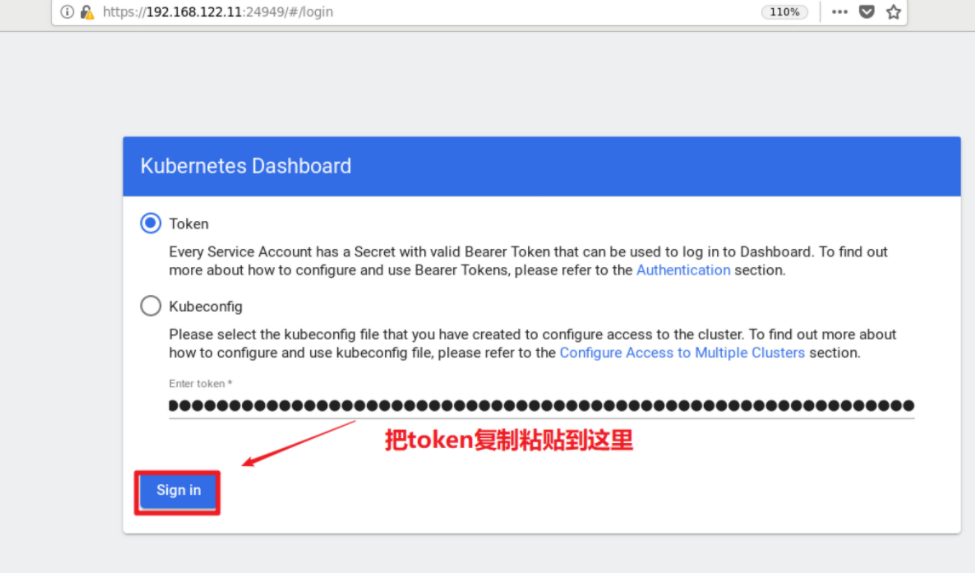 https://192.168.122.11:24949/#/login
110%
Kubernetes Dashboard
Token
Every Service Account has a Secret with valid Bearer Token that can be used to log in to Dashboard. To find out
more about how to configure and use Bearer Tokens, please refer to the Authentication section.
Kubeconfig
Please select the kubeconfig file that you have created to configure access to the cluster. To find out more about
how to configure and use kubeconfig file, please refer to the Configure Access to Multiple Clusters section.
Enter token *
把token复制粘贴到这里
Sign in